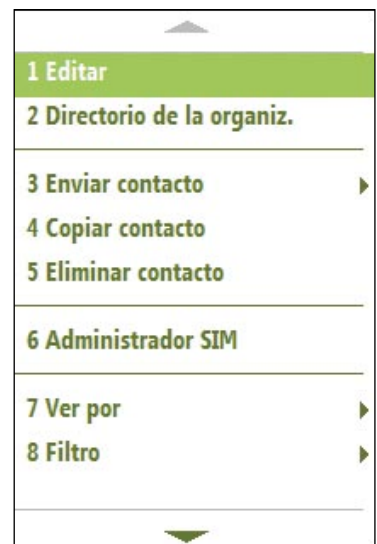 1 Editar
2 Directorio de la organiz.
3 Enviar contacto
4 Copiar contacto
5 Eliminar contacto
6 Administrador SIM
7 Ver por
8 Filtro